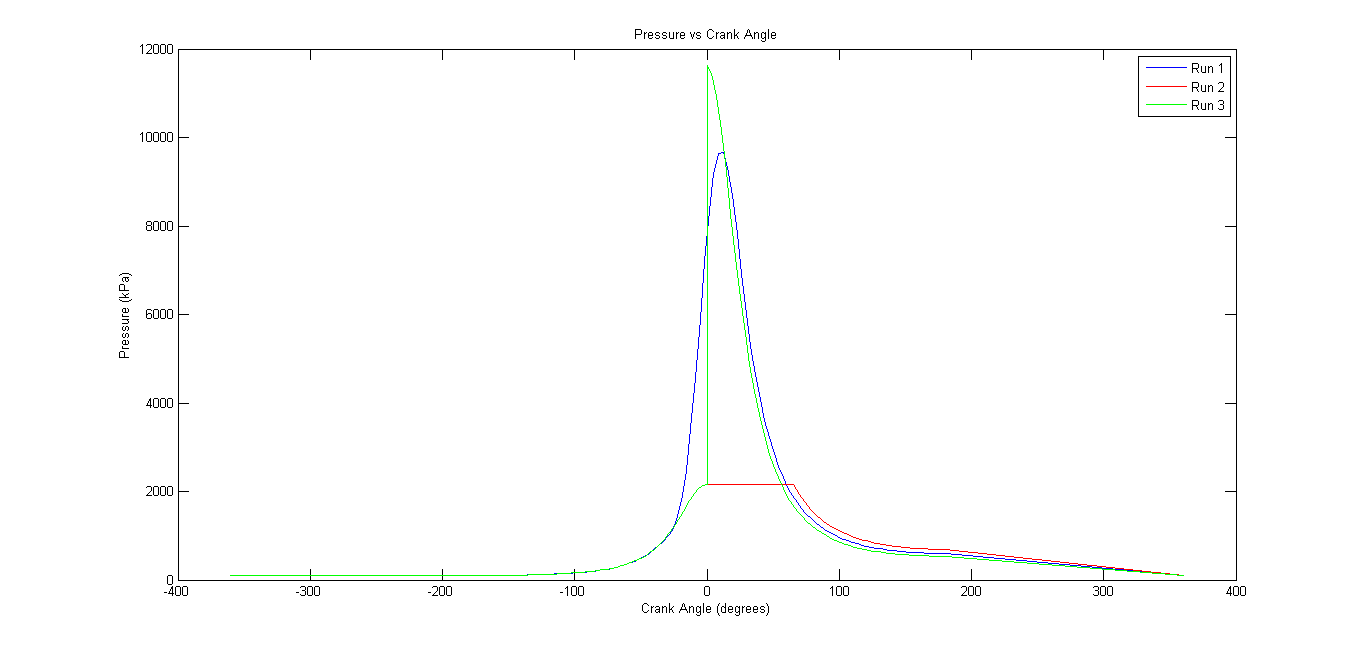 Pressure vs Crank Angle
12000
10000
8000
6000
4000
2000
0
Pressure (kPa)
-400
-300
-200
-100
0
100
200
300
400
Crank Angle (degrees)
Run 1
Run 2
Run 3